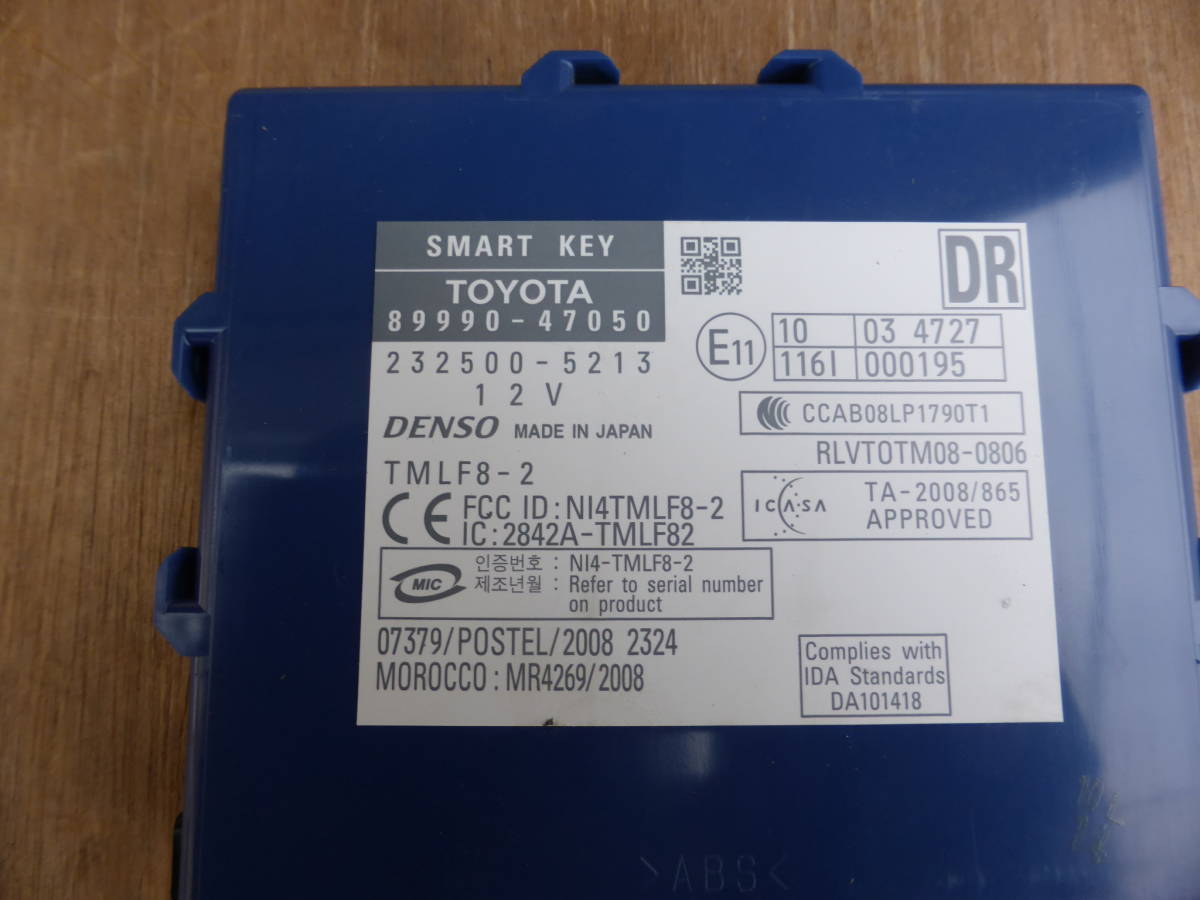 SMART KEY
TOYOTA
89990-47050
232500-5213
12V
DENSO MADE IN JAPAN
TMLF8-2
CE FCC ID:NI4TMLF8-2
IC:2842A-TMLF82
MIC
인증번호 : NI4-TMLF8-2
제조년월 : Refer to serial number
on product
07379/POSTEL/2008 2324
MOROCCO:MR4269/2008
DR
E11
10 03 4727
116I 000195
CCC CCAB08LP1790T1
RLVTOTM08-0806
ICASA TA-2008/865
APPROVED
Complies with
IDA Standards
DA101418
>ABS<